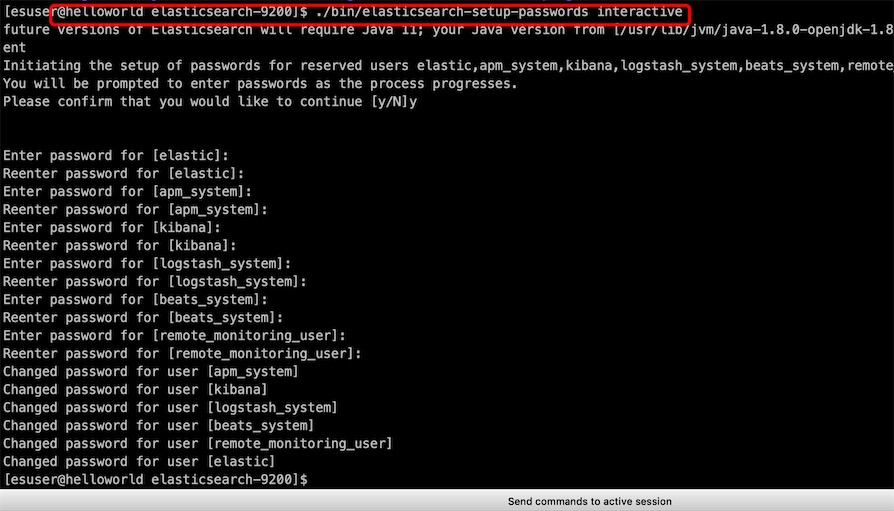 [esuser@helloworld elasticsearch-9200]$ ./bin/elasticsearch-setup-passwords interactive
future versions of Elasticsearch will require Java 11; your Java version from [/usr/lib/jvm/java-1.8.0-openjdk-1.8
ent
Initiating the setup of passwords for reserved users elastic,apm_system,kibana,logstash_system,beats_system,remote_
You will be prompted to enter passwords as the process progresses.
Please confirm that you would like to continue [y/N]y
Enter password for [elastic]:
Reenter password for [elastic]:
Enter password for [apm_system]:
Reenter password for [apm_system]:
Enter password for [kibana]:
Reenter password for [kibana]:
Enter password for [logstash_system]:
Reenter password for [logstash_system]:
Enter password for [beats_system]:
Reenter password for [beats_system]:
Enter password for [remote_monitoring_user]:
Reenter password for [remote_monitoring_user]:
Changed password for user [apm_system]
Changed password for user [kibana]
Changed password for user [logstash_system]
Changed password for user [beats_system]
Changed password for user [remote_monitoring_user]
Changed password for user [elastic]
[esuser@helloworld elasticsearch-9200]$
Send commands to active session